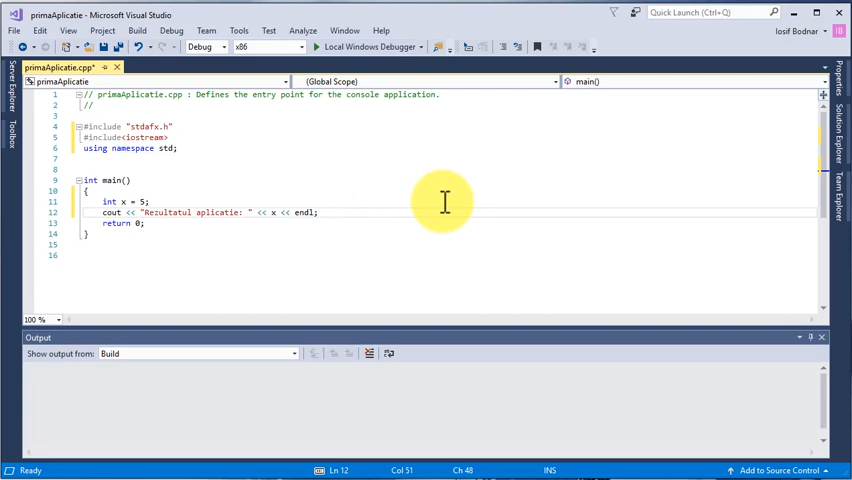 primaAplicatie - Microsoft Visual Studio
Quick Launch (Ctrl+Q)
File Edit View Project Build Debug Team Tools Test Analyze Window Help
Iosif Bodnar IB
Debug x86 Local Windows Debugger
primaAplicatie.cpp*
primaAplicatie (Global Scope) main()
Server Explorer
Toolbox
Properties
Solution Explorer
Team Explorer
1 // primaAplicatie.cpp : Defines the entry point for the console application.
2 //
3
4 #include "stdafx.h"
5 #include<iostream>
6 using namespace std;
7
8
9 int main()
10 {
11 int x = 5;
12 cout << "Rezultatul aplicatie: " << x << endl;
13 return 0;
14 }
15
16
100 %
Output
Show output from: Build
Ready Ln 12 Col 51 Ch 48 INS Add to Source Control